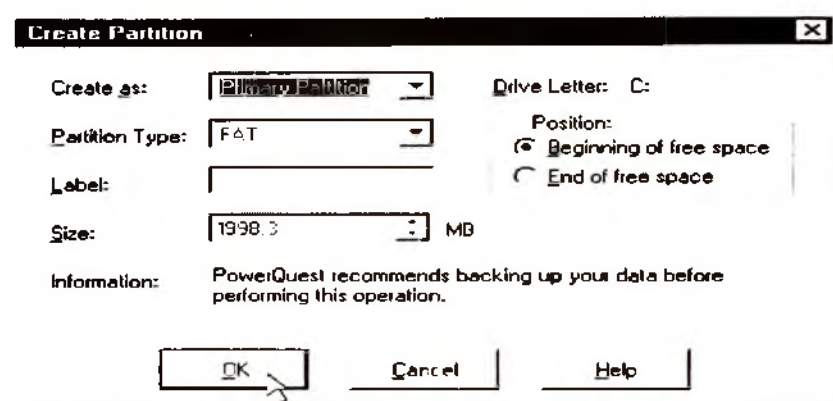 Create Partition
Create as: Primary Partition Drive Letter: C:
Partition Type: FAT Position:
Beginning of free space
Label: End of free space
Size: 1998.3 MB
Information: PowerQuest recommends backing up your data before
performing this operation.
OK Cancel Help